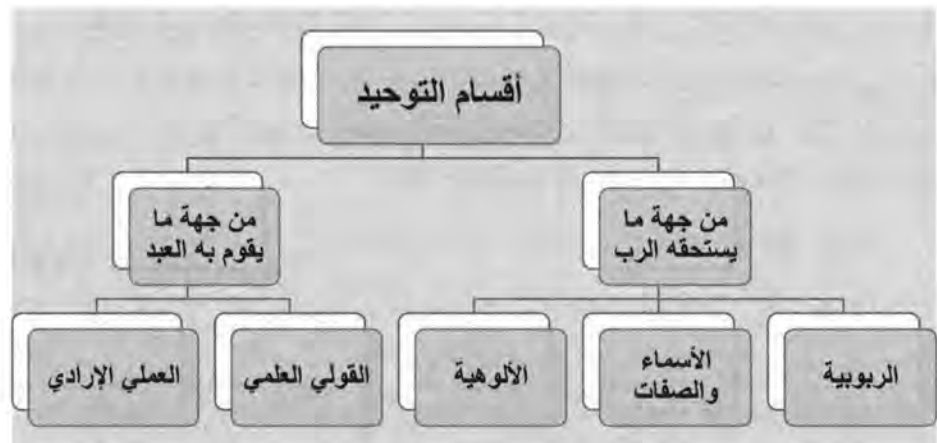 أقسام التوحيد
من جهة ما
يستحقه الرب
من جهة ما
يقوم به العبد
الربوبية
الأسماء
والصفات
الألوهية
القولي العلمي
العملي الإرادي